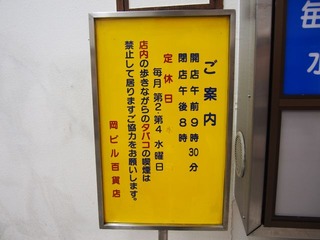 ご案内
開店午前9時30分
閉店午後8時
定休日
毎月第2・第4水曜日
店内の歩きながらのタバコの喫煙は
禁止して居りますご協力をお願いします。
岡ビル百貨店
毎
水